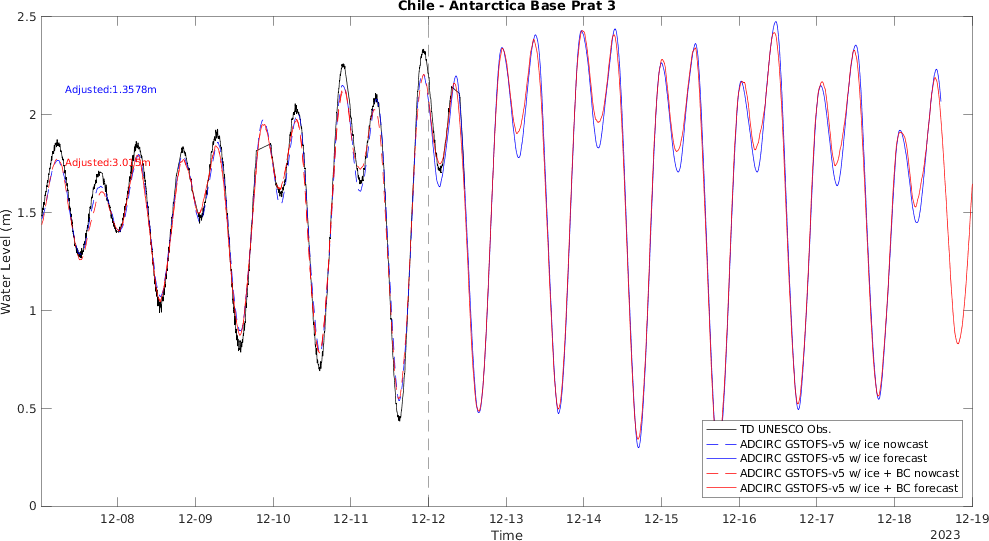 Chile - Antarctica Base Prat 3
2.5
2
1.5
1
0.5
0
Water Level (m)
Adjusted:1.3578m
TD UNESCO Obs.
ADCIRC GSTOFS-v5 w/ ice nowcast
ADCIRC GSTOFS-v5 w/ ice forecast
ADCIRC GSTOFS-v5 w/ ice + BC nowcast
ADCIRC GSTOFS-v5 w/ ice + BC forecast
12-08 12-09 12-10 12-11 12-12 12-13 12-14 12-15 12-16 12-17 12-18 12-19
Time
2023